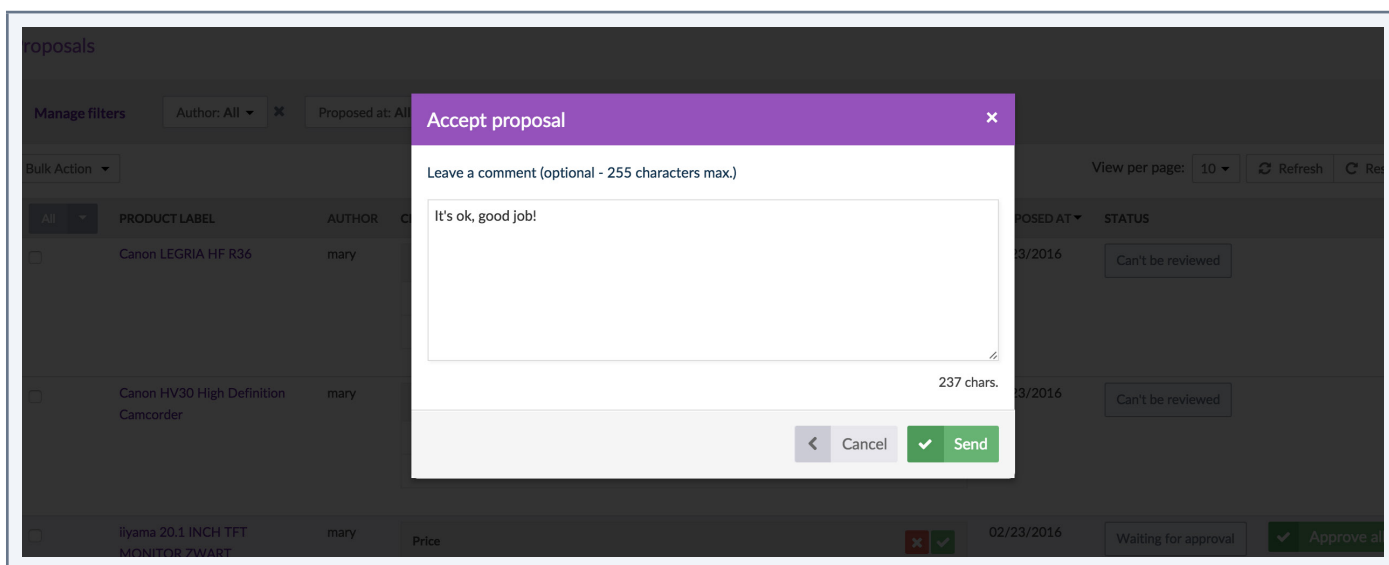 roposals
Manage filters Author: All Proposed at: All
Accept proposal
Leave a comment (optional - 255 characters max.)
It's ok, good job!
237 chars.
Cancel Send
Bulk Action View per page: 10 Refresh
All PRODUCT LABEL AUTHOR POSED AT STATUS
Canon LEGRIA HF R36 mary 23/2016 Can't be reviewed
Canon HV30 High Definition mary 23/2016 Can't be reviewed
Camcorder
iiyama 20.1 INCH TFT mary Price 02/23/2016 Waiting for approval Approve all
MONITOR ZWART